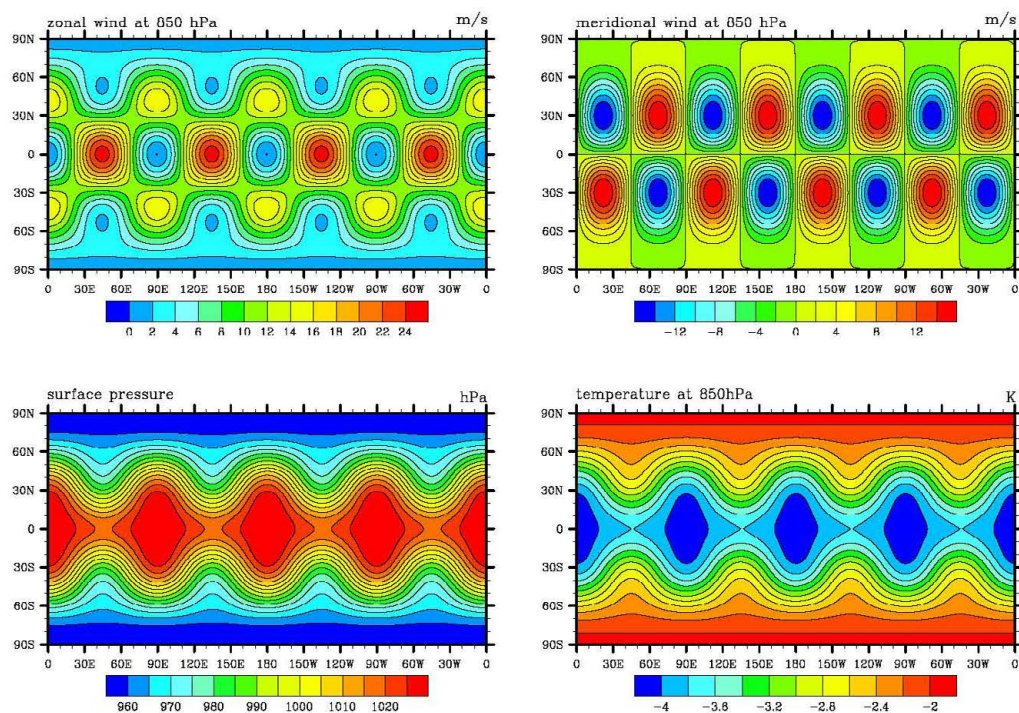 zonal wind at 850 hPa m/s
90N
60N
30N
0
30S
60S
90S
0 30E 60E 90E 120E 150E 180 150W 120W 90W 60W 30W 0
0 2 4 6 8 10 12 14 16 18 20 22 24
meridional wind at 850 hPa m/s
90N
60N
30N
0
30S
60S
90S
0 30E 60E 90E 120E 150E 180 150W 120W 90W 60W 30W 0
-12 -8 -4 0 4 8 12
surface pressure hPa
90N
60N
30N
0
30S
60S
90S
0 30E 60E 90E 120E 150E 180 150W 120W 90W 60W 30W 0
960 970 980 990 1000 1010 1020
temperature at 850hPa K
90N
60N
30N
0
30S
60S
90S
0 30E 60E 90E 120E 150E 180 150W 120W 90W 60W 30W 0
-4 -3.6 -3.2 -2.8 -2.4 -2